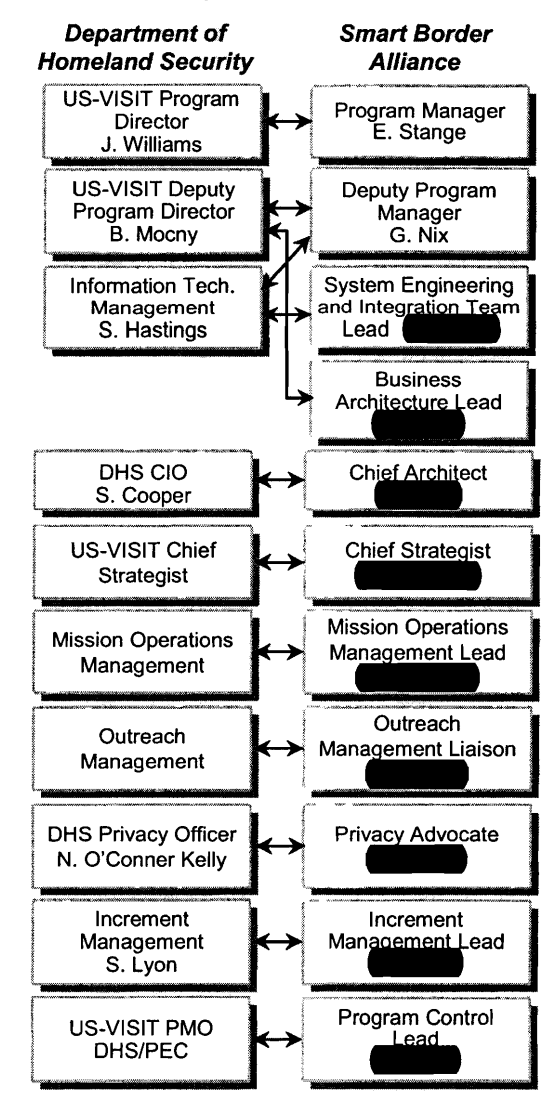 Department of
Homeland Security
Smart Border
Alliance
US-VISIT Program
Director
J. Williams
Program Manager
E. Stange
US-VISIT Deputy
Program Director
B. Mocny
Deputy Program
Manager
G. Nix
Information Tech.
Management
S. Hastings
System Engineering
and Integration Team
Lead
Business
Architecture Lead
DHS CIO
S. Cooper
Chief Architect
US-VISIT Chief
Strategist
Chief Strategist
Mission Operations
Management
Mission Operations
Management Lead
Outreach
Management
Outreach
Management Liaison
DHS Privacy Officer
N. O'Conner Kelly
Privacy Advocate
Increment
Management
S. Lyon
Increment
Management Lead
US-VISIT PMO
DHS/PEC
Program Control
Lead